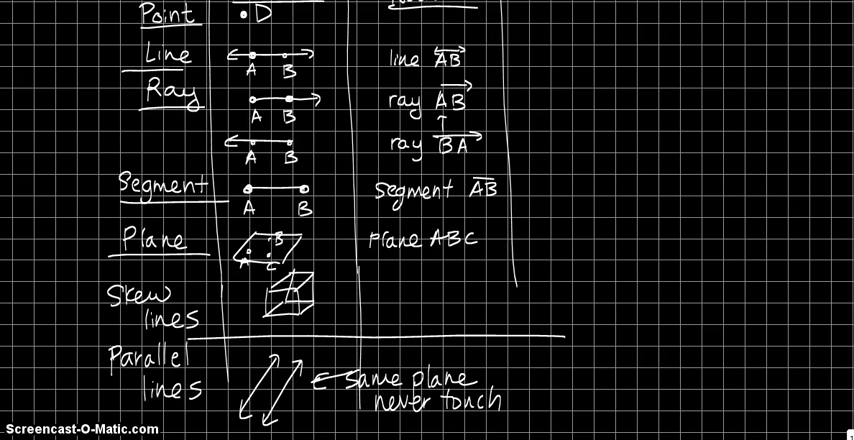 Point
D
Line
A B
line AB
Ray
A B
ray AB
A B
ray BA
Segment
A B
segment AB
Plane
A B C
Plane ABC
Skew
lines
Parallel
lines
same plane
never touch
Screencast-O-Matic.com